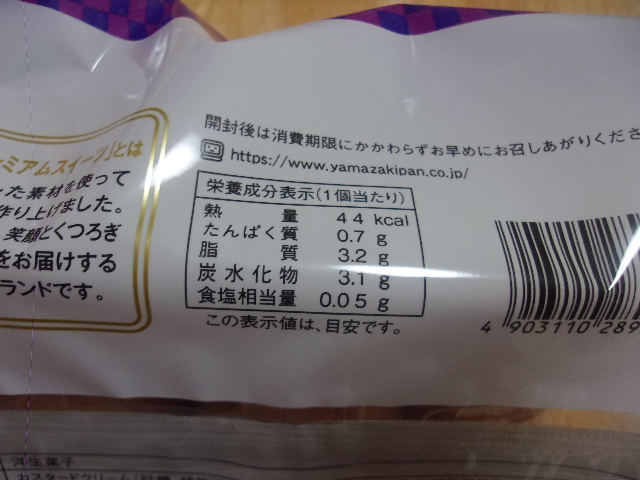 開封後は消費期限にかかわらずお早めにお召しあがりくださ
https://www.yamazakipan.co.jp/
ミアムスイーツ」とは
た素材を使って
作り上げました。
笑顔とくつろぎ
をお届けする
ランドです。
栄養成分表示(1個当たり)
熱量 44 kcal
たんぱく質 0.7 g
脂質 3.2 g
炭水化物 3.1 g
食塩相当量 0.05 g
この表示値は、目安です。
4 903110 289
洋生菓子
カスタードクリーム